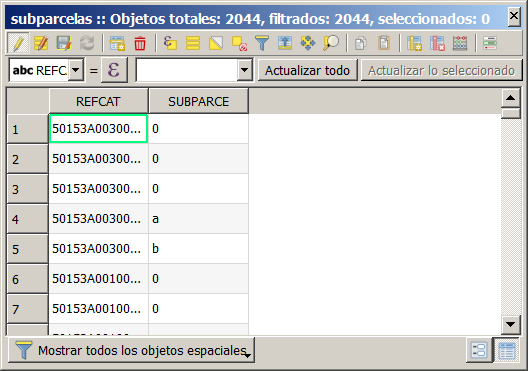 subparcelas :: Objetos totales: 2044, filtrados: 2044, seleccionados: 0
abc REFC = ε Actualizar todo Actualizar lo seleccionado
REFCAT SUBPARCE
1 50153A00300... 0
2 50153A00300... 0
3 50153A00300... 0
4 50153A00300... a
5 50153A00300... b
6 50153A00100... 0
7 50153A00100... 0
Mostrar todos los objetos espaciales